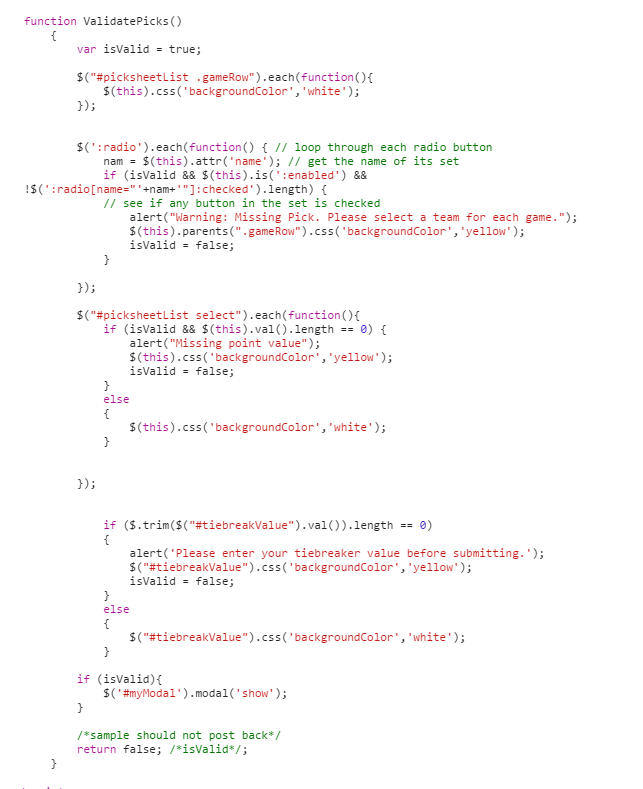 function ValidatePicks()
{
var isValid = true;
$("#picksheetList .gameRow").each(function(){
$(this).css('backgroundColor','white');
});
$(':radio').each(function() { // loop through each radio button
nam = $(this).attr('name'); // get the name of its set
if (isValid && $(this).is(':enabled') &&
!$(':radio[name="'+nam+'"]:checked').length) {
// see if any button in the set is checked
alert("Warning: Missing Pick. Please select a team for each game.");
$(this).parents(".gameRow").css('backgroundColor','yellow');
isValid = false;
}
});
$("#picksheetList select").each(function(){
if (isValid && $(this).val().length == 0) {
alert("Missing point value");
$(this).css('backgroundColor','yellow');
isValid = false;
}
else
{
$(this).css('backgroundColor','white');
}
});
if ($.trim($("#tiebreakValue").val()).length == 0)
{
alert('Please enter your tiebreaker value before submitting.');
$("#tiebreakValue").css('backgroundColor','yellow');
isValid = false;
}
else
{
$("#tiebreakValue").css('backgroundColor','white');
}
if (isValid){
$('#myModal').modal('show');
}
/*sample should not post back*/
return false; /*isValid*/;
}